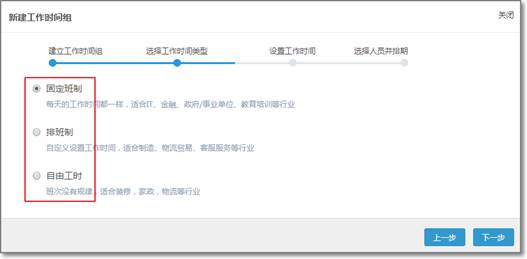 新建工作时间组
关闭
建立工作时间组 选择工作时间类型 设置工作时间 选择人员并排期
固定班制
每天的工作时间都一样，适合IT、金融、政府/事业单位、教育培训等行业
排班制
自定义设置工作时间，适合制造、物流贸易、客服服务等行业
自由工时
班次没有规律，适合装修，家政，物流等行业
上一步 下一步